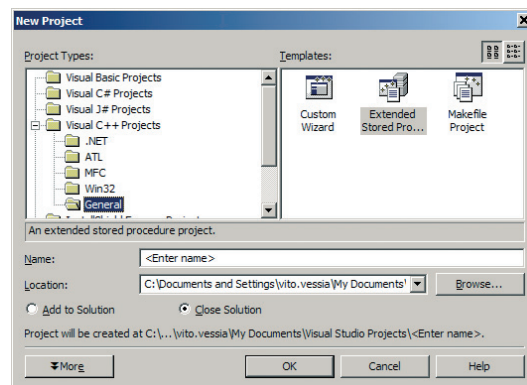 New Project
Project Types:
Templates:
Visual Basic Projects
Visual C# Projects
Visual J# Projects
Visual C++ Projects
.NET
ATL
MFC
Win32
General
Custom Wizard
Extended Stored Pro...
Makefile Project
An extended stored procedure project.
Name:
<Enter name>
Location:
C:\Documents and Settings\vito.vessia\My Documents\
Browse...
Add to Solution
Close Solution
Project will be created at C:\...\vito.vessia\My Documents\Visual Studio Projects\<Enter name>.
More
OK
Cancel
Help